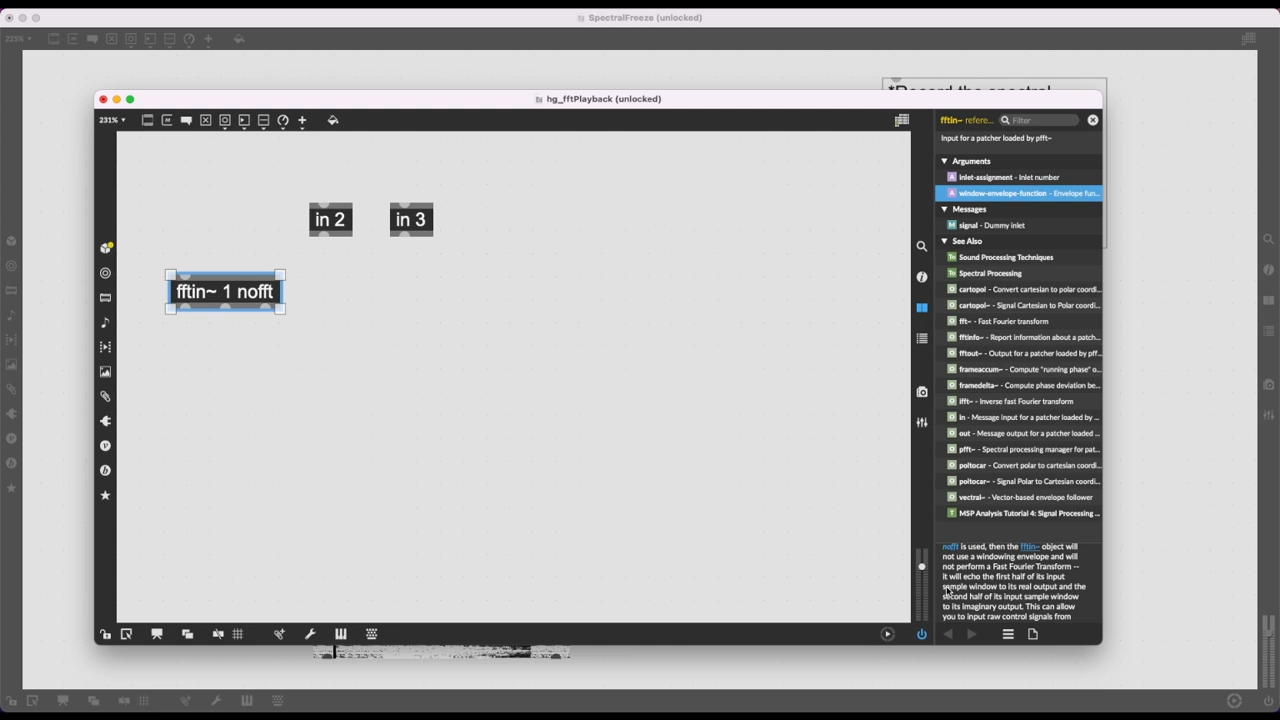 SpectralFreeze (unlocked)
225%
*Record the spectral
hg_fftPlayback (unlocked)
231%
fftin~ refere...
Filter
Input for a patcher loaded by pfft~
Arguments
inlet-assignment - Inlet number
window-envelope-function - Envelope fun...
Messages
signal - Dummy inlet
See Also
Sound Processing Techniques
Spectral Processing
cartopol - Convert cartesian to polar coordi...
cartopol~ - Signal Cartesian to Polar coordi...
fft~ - Fast Fourier transform
fftinfo~ - Report information about a patch...
fftout~ - Output for a patcher loaded by pff...
frameaccum~ - Compute "running phase" o...
framedelta~ - Compute phase deviation be...
ifft~ - Inverse fast Fourier transform
in - Message input for a patcher loaded by ...
out - Message output for a patcher loaded ...
pfft~ - Spectral processing manager for pat...
poltocar - Convert polar to cartesian coordi...
poltocar~ - Signal Polar to Cartesian coordi...
vectral~ - Vector-based envelope follower
MSP Analysis Tutorial 4: Signal Processing ...
in 2
in 3
fftin~ 1 nofft
nofft is used, then the fftin~ object will
not use a windowing envelope and will
not perform a Fast Fourier Transform --
it will echo the first half of its input
sample window to its real output and the
second half of its input sample window
to its imaginary output. This can allow
you to input raw control signals from